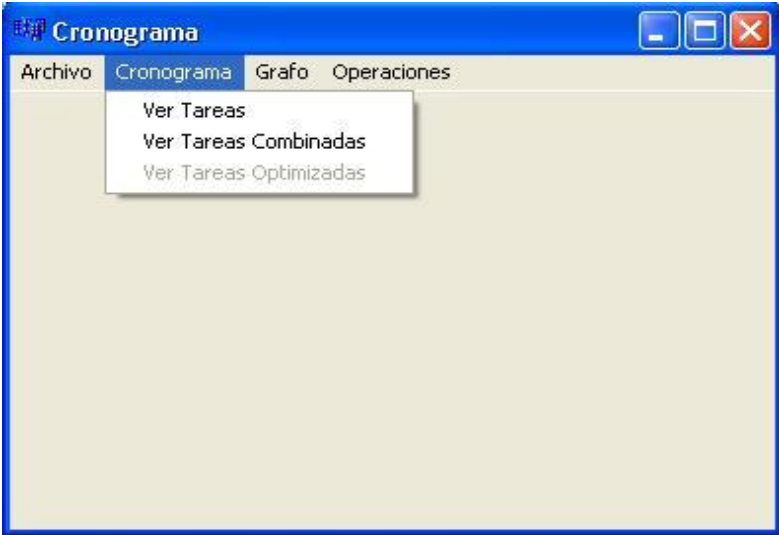 Cronograma
Archivo Cronograma Grafo Operaciones
Ver Tareas
Ver Tareas Combinadas
Ver Tareas Optimizadas